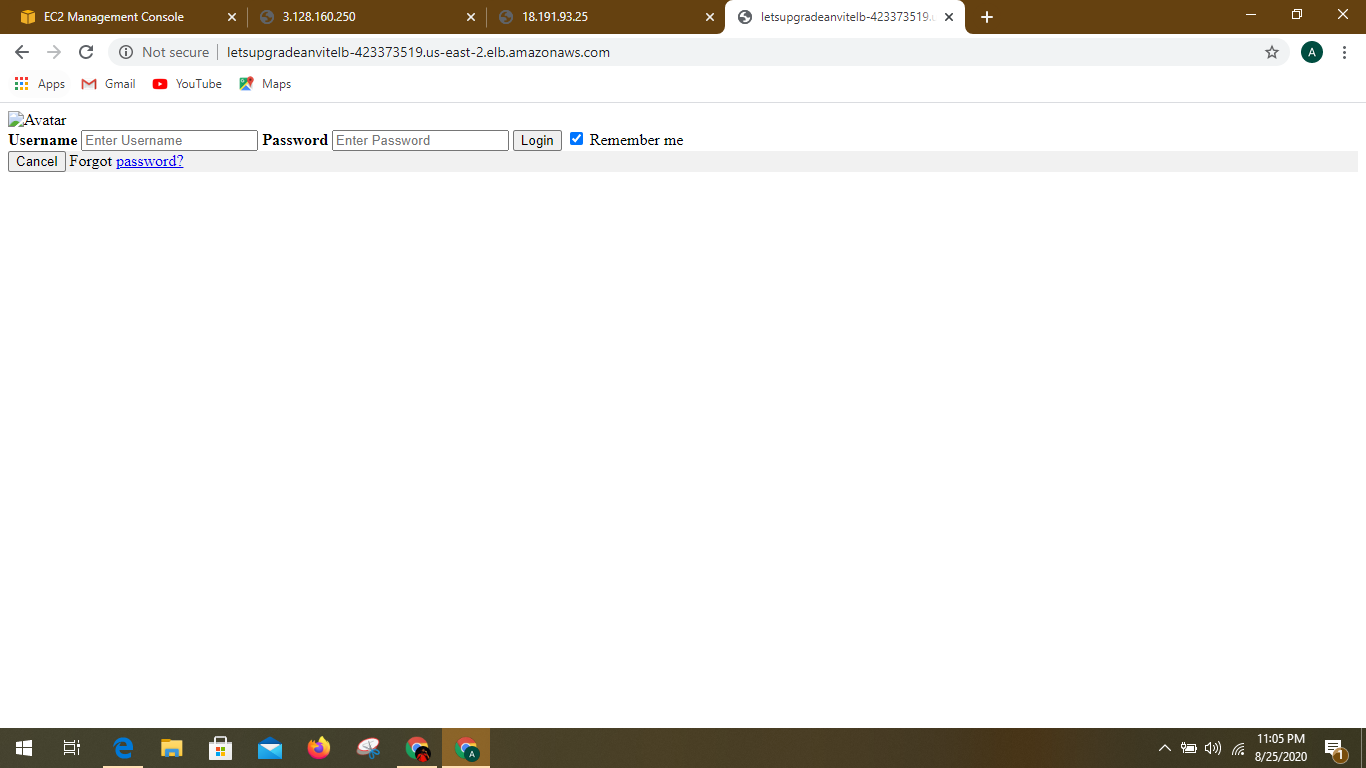 EC2 Management Console
3.128.160.250
18.191.93.25
letsupgradeanvitelb-423373519.u
Not secure letsupgradeanvitelb-423373519.us-east-2.elb.amazonaws.com
A
Apps Gmail YouTube Maps
Avatar
Username Enter Username Password Enter Password Login Remember me
Cancel Forgot password?
A
11:05 PM
8/25/2020
1